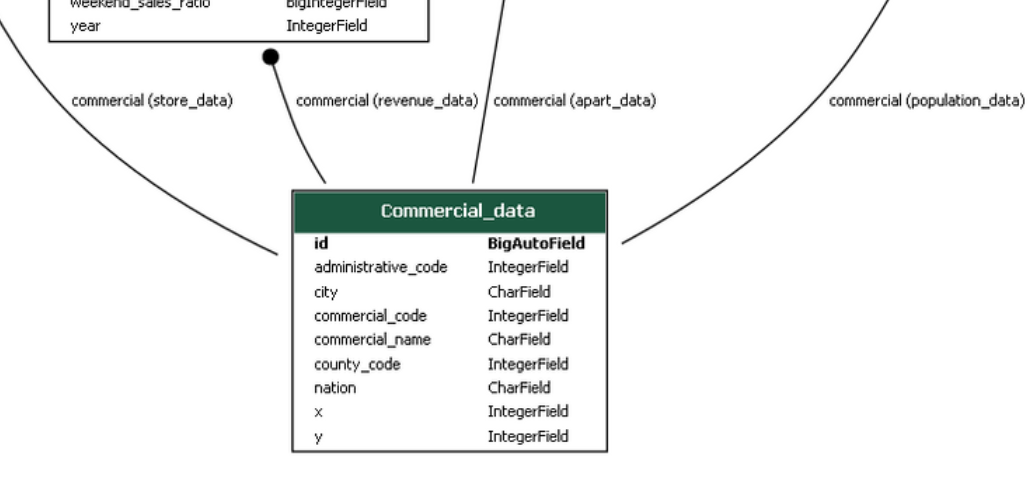 weekend_sales_ratio BigIntegerField
year IntegerField
commercial (store_data) commercial (revenue_data) commercial (apart_data) commercial (population_data)
Commercial_data
id BigAutoField
administrative_code IntegerField
city CharField
commercial_code IntegerField
commercial_name CharField
county_code IntegerField
nation CharField
x IntegerField
y IntegerField